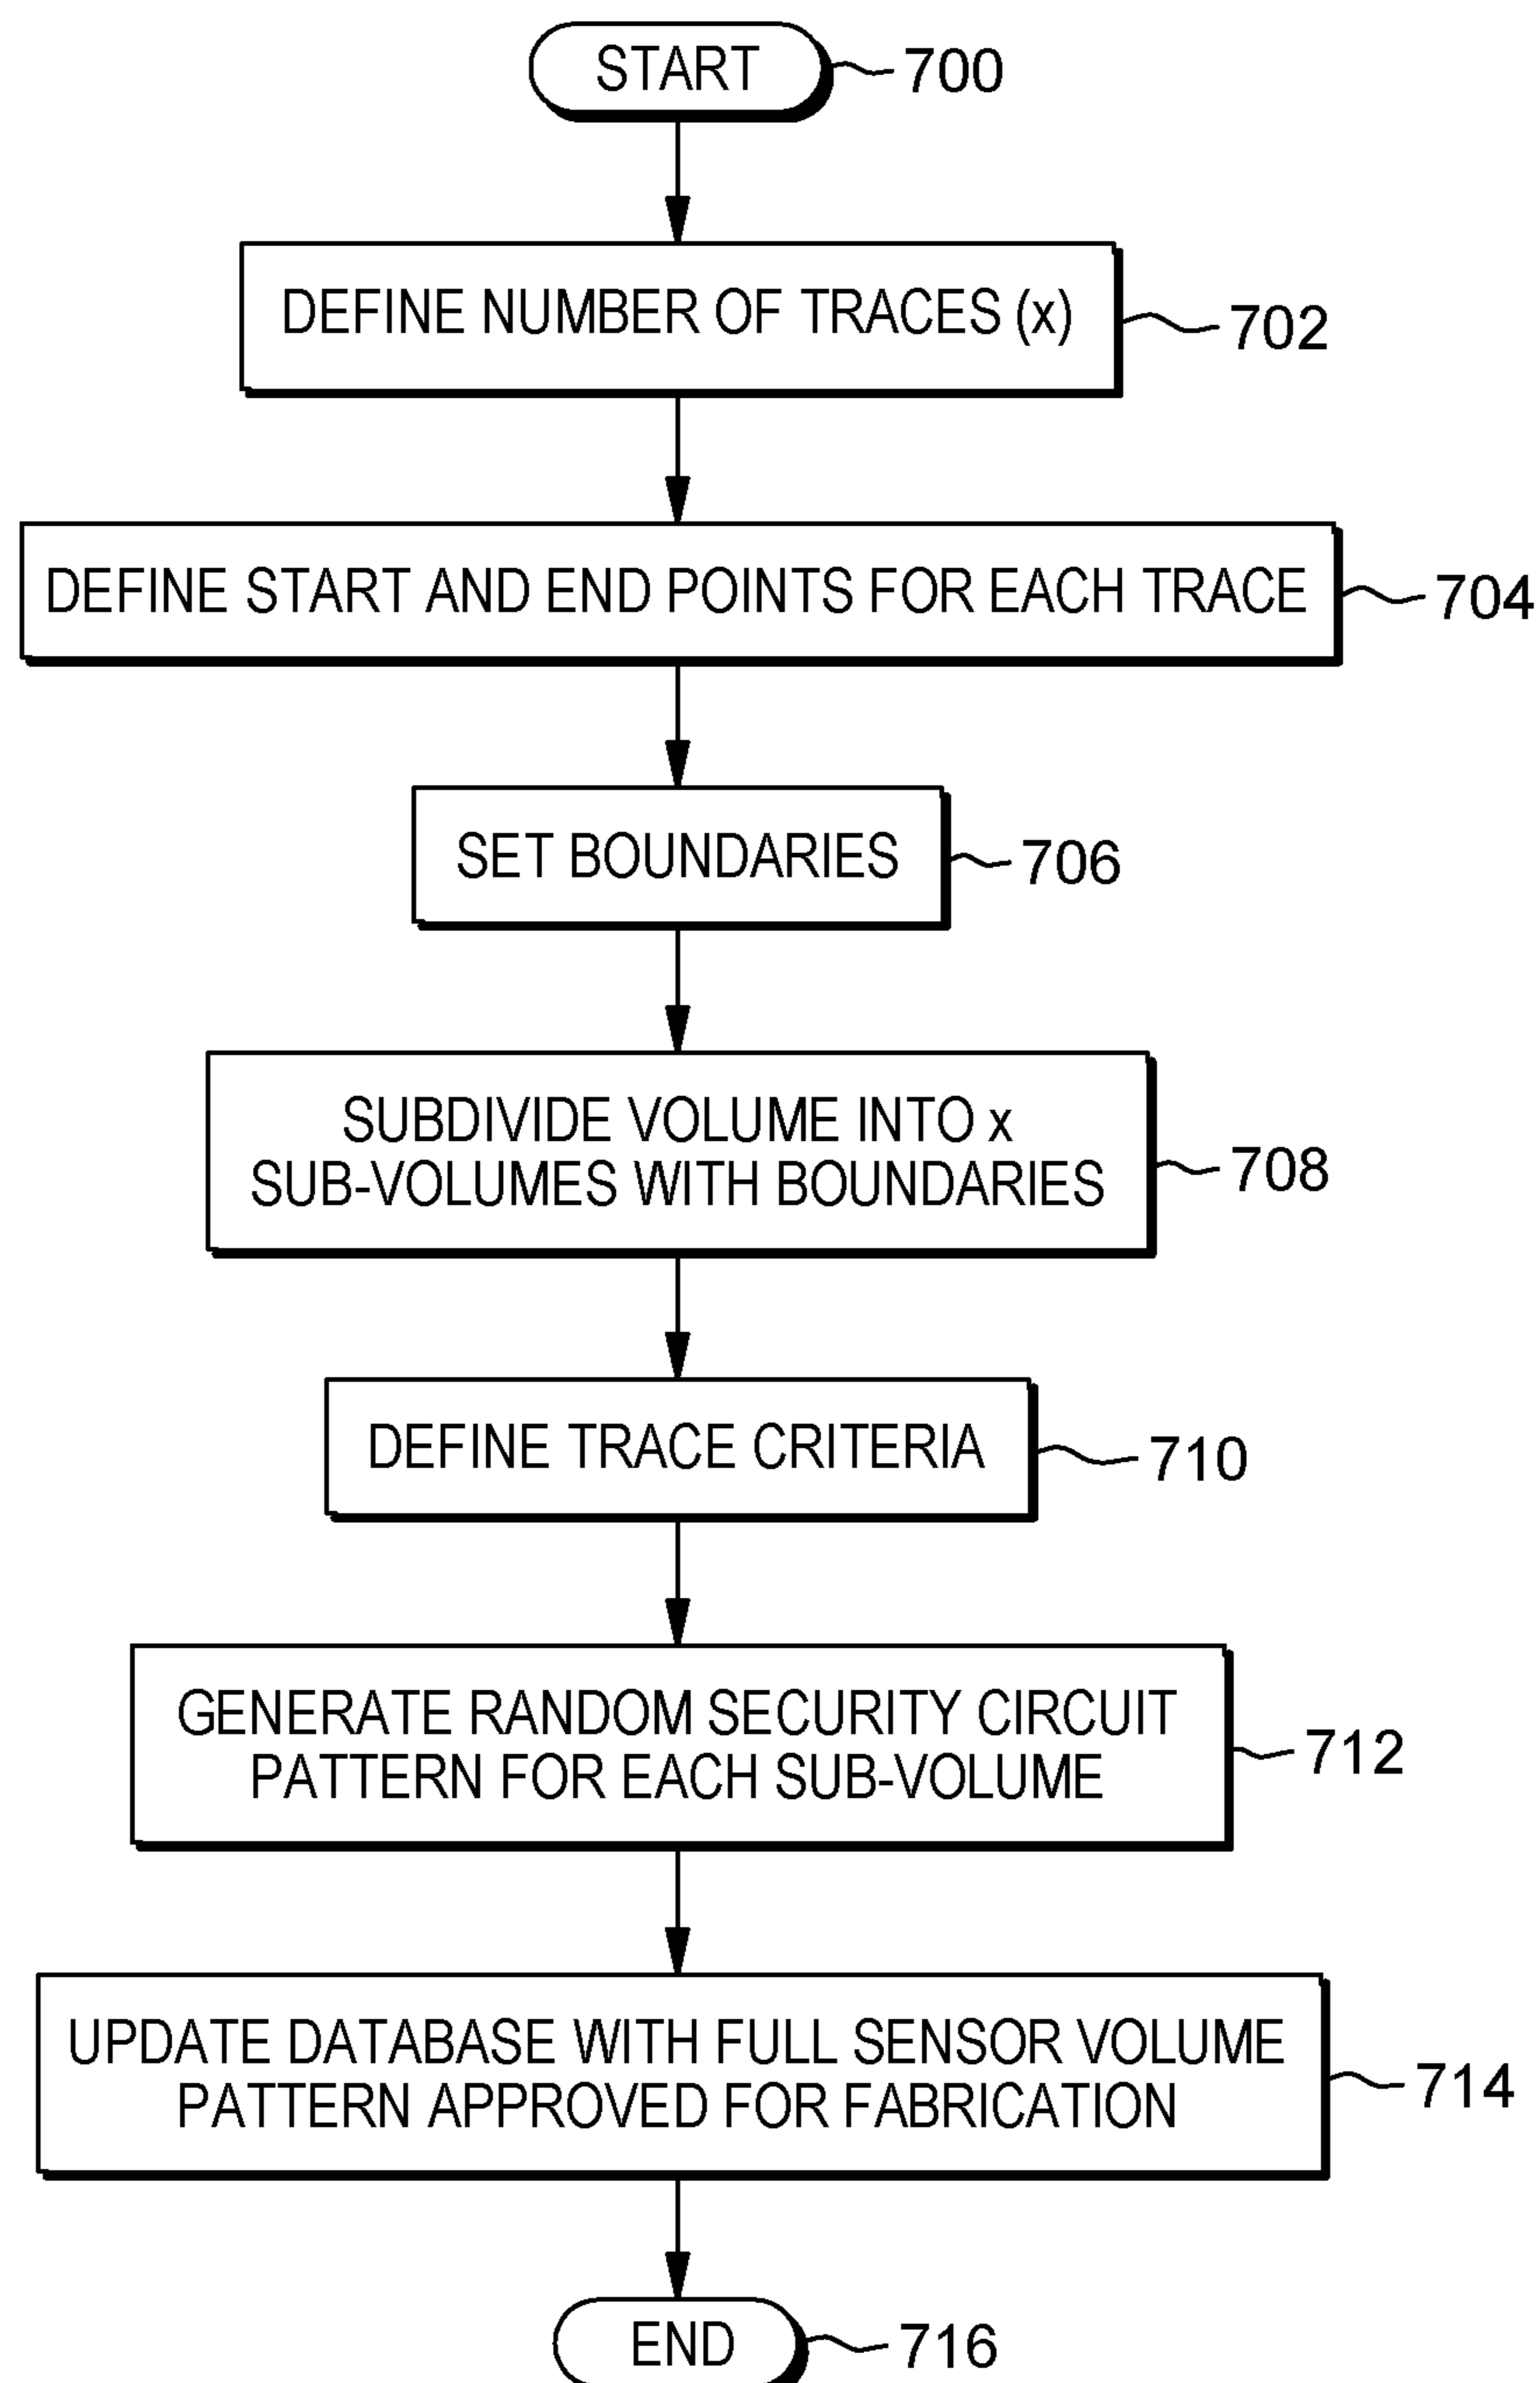 START
700
DEFINE NUMBER OF TRACES (x)
702
DEFINE START AND END POINTS FOR EACH TRACE
704
SET BOUNDARIES
706
SUBDIVIDE VOLUME INTO x
SUB-VOLUMES WITH BOUNDARIES
708
DEFINE TRACE CRITERIA
710
GENERATE RANDOM SECURITY CIRCUIT
PATTERN FOR EACH SUB-VOLUME
712
UPDATE DATABASE WITH FULL SENSOR VOLUME
PATTERN APPROVED FOR FABRICATION
714
END
716